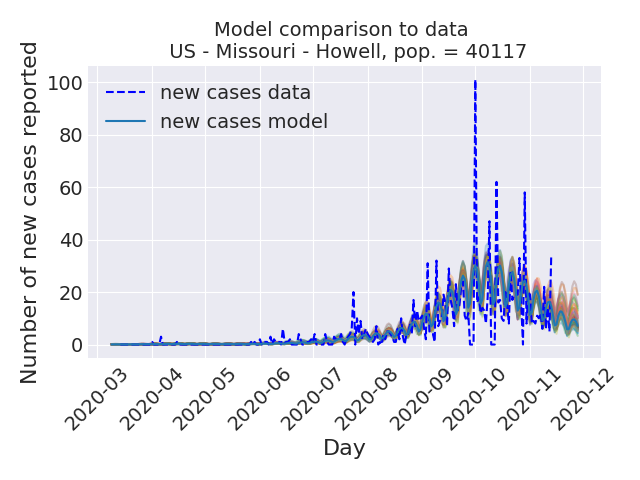 Model comparison to data
US - Missouri - Howell, pop. = 40117
Number of new cases reported
100
80
60
40
20
0
new cases data
new cases model
2020-03
2020-04
2020-05
2020-06
2020-07
2020-08
2020-09
2020-10
2020-11
2020-12
Day